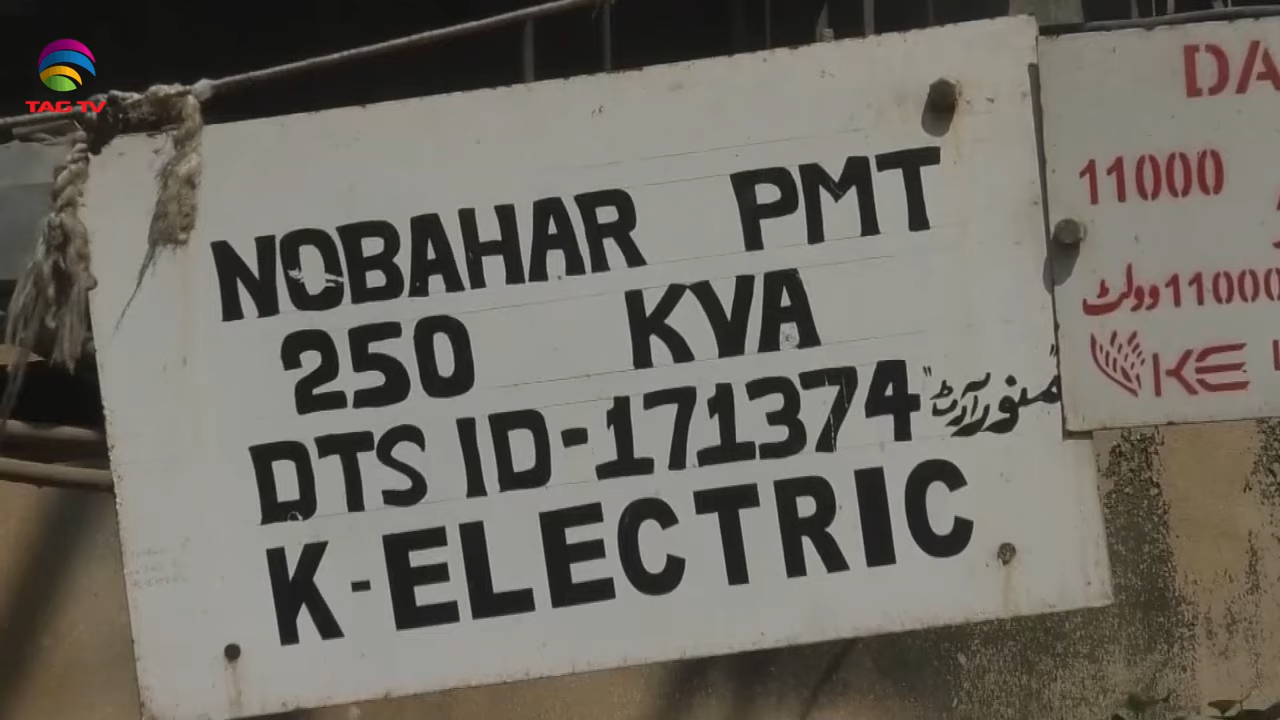 TAG TV
NOBAHAR PMT
250 KVA
DTS ID-171374 "منور آرٹ"
K-ELECTRIC
DA
11000
11000 وولٹ
KE